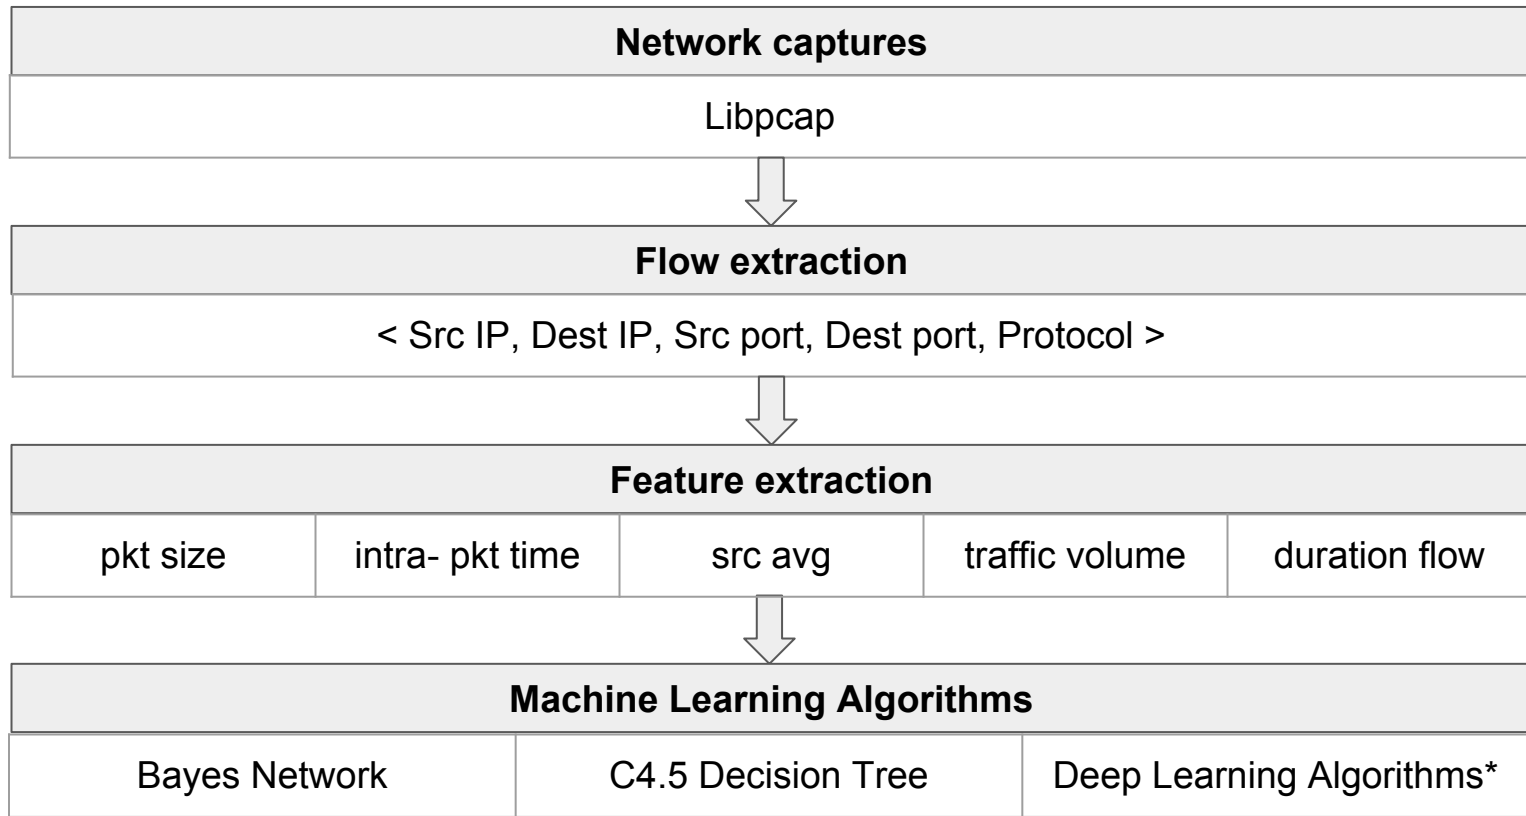 Network captures
Libpcap
Flow extraction
< Src IP, Dest IP, Src port, Dest port, Protocol >
Feature extraction
pkt size intra- pkt time src avg traffic volume duration flow
Machine Learning Algorithms
Bayes Network C4.5 Decision Tree Deep Learning Algorithms*